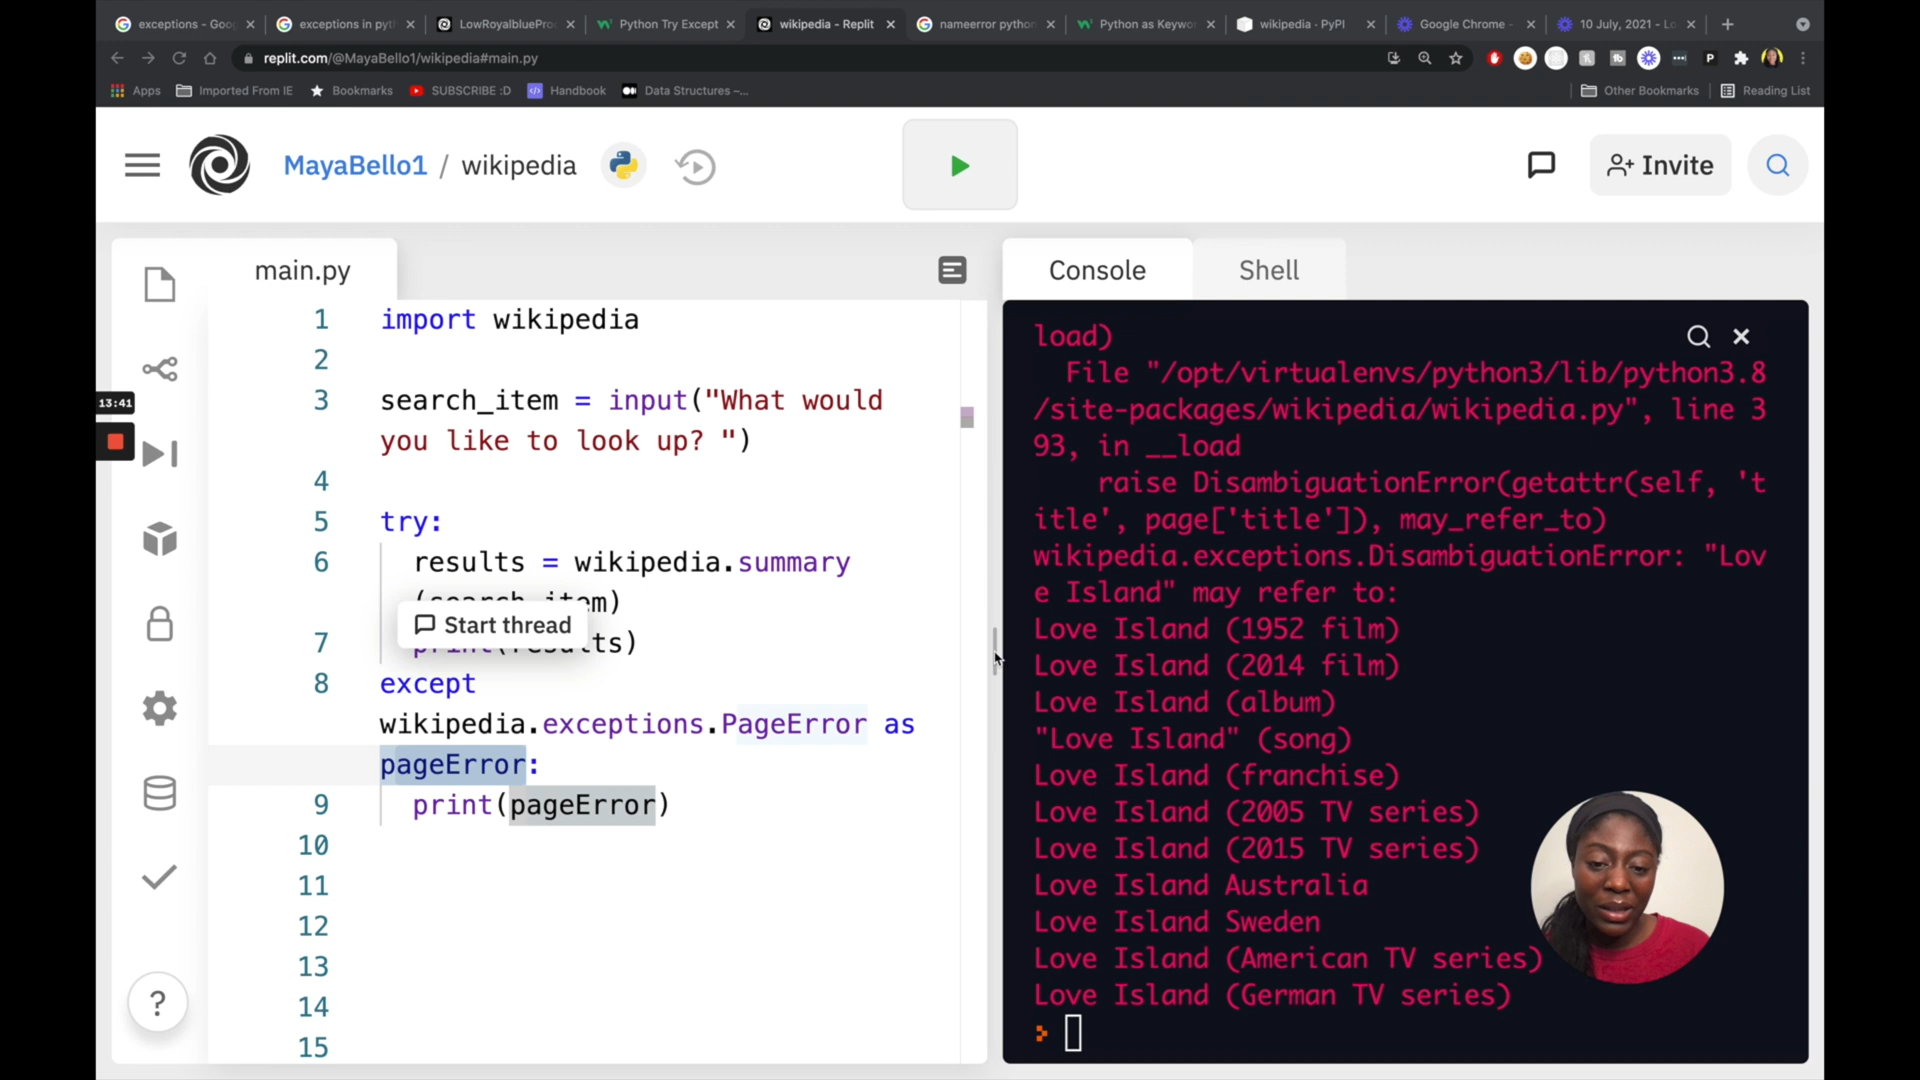 exceptions - Goo
exceptions in pyt
LowRoyalbluePro
Python Try Except
wikipedia - Replit
nameerror python
Python as Keywo
wikipedia · PyPI
Google Chrome -
10 July, 2021 - Lo
replit.com/@MayaBello1/wikipedia#main.py
Apps
Imported From IE
Bookmarks
SUBSCRIBE :D
Handbook
Data Structures –...
Other Bookmarks
Reading List
MayaBello1 / wikipedia
Invite
main.py
Console
Shell
13:41
1 import wikipedia
2
3 search_item = input("What would
you like to look up? ")
4
5 try:
6 results = wikipedia.summary
(search_item)
Start thread
7 print(results)
8 except
wikipedia.exceptions.PageError as
pageError:
9 print(pageError)
10
11
12
13
14
15
?
load)
File "/opt/virtualenvs/python3/lib/python3.8
/site-packages/wikipedia/wikipedia.py", line 3
93, in __load
raise DisambiguationError(getattr(self, 't
itle', page['title']), may_refer_to)
wikipedia.exceptions.DisambiguationError: "Lov
e Island" may refer to:
Love Island (1952 film)
Love Island (2014 film)
Love Island (album)
"Love Island" (song)
Love Island (franchise)
Love Island (2005 TV series)
Love Island (2015 TV series)
Love Island Australia
Love Island Sweden
Love Island (American TV series)
Love Island (German TV series)